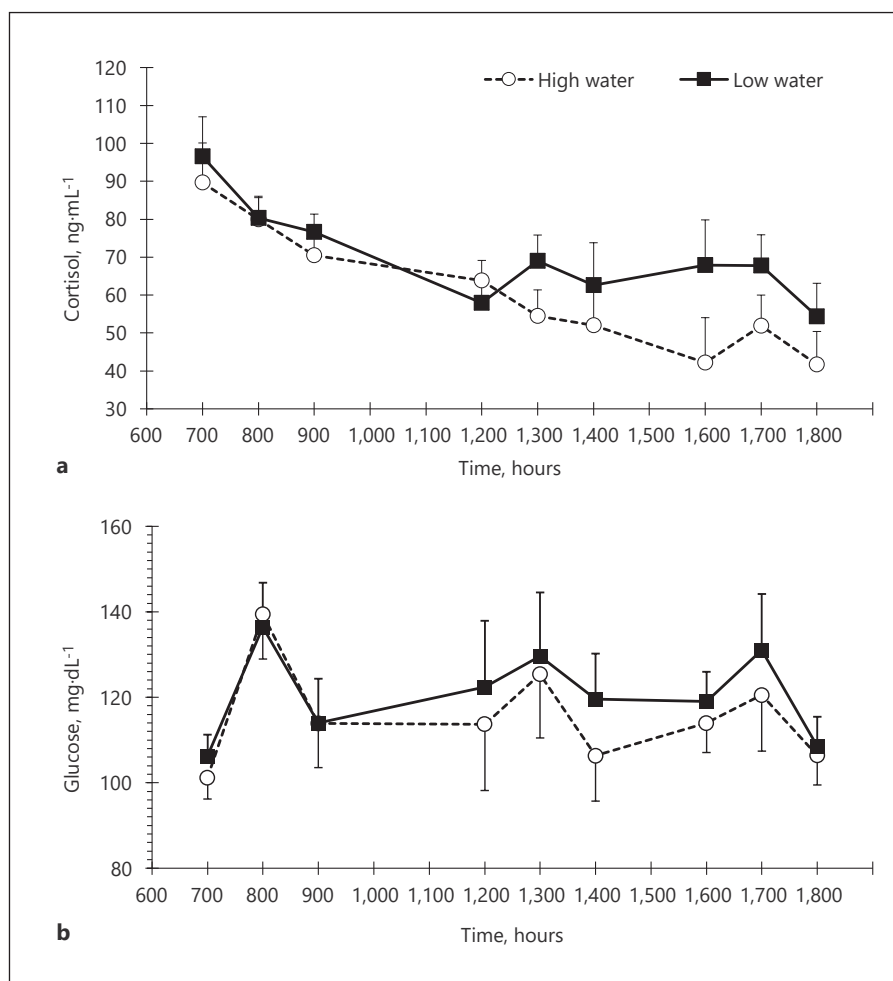 120
110
100
90
80
70
60
50
40
30
Cortisol, ng·mL-1
High water
Low water
600 700 800 900 1,000 1,100 1,200 1,300 1,400 1,500 1,600 1,700 1,800
Time, hours
a
160
140
120
100
80
Glucose, mg·dL-1
600 700 800 900 1,000 1,100 1,200 1,300 1,400 1,500 1,600 1,700 1,800
Time, hours
b